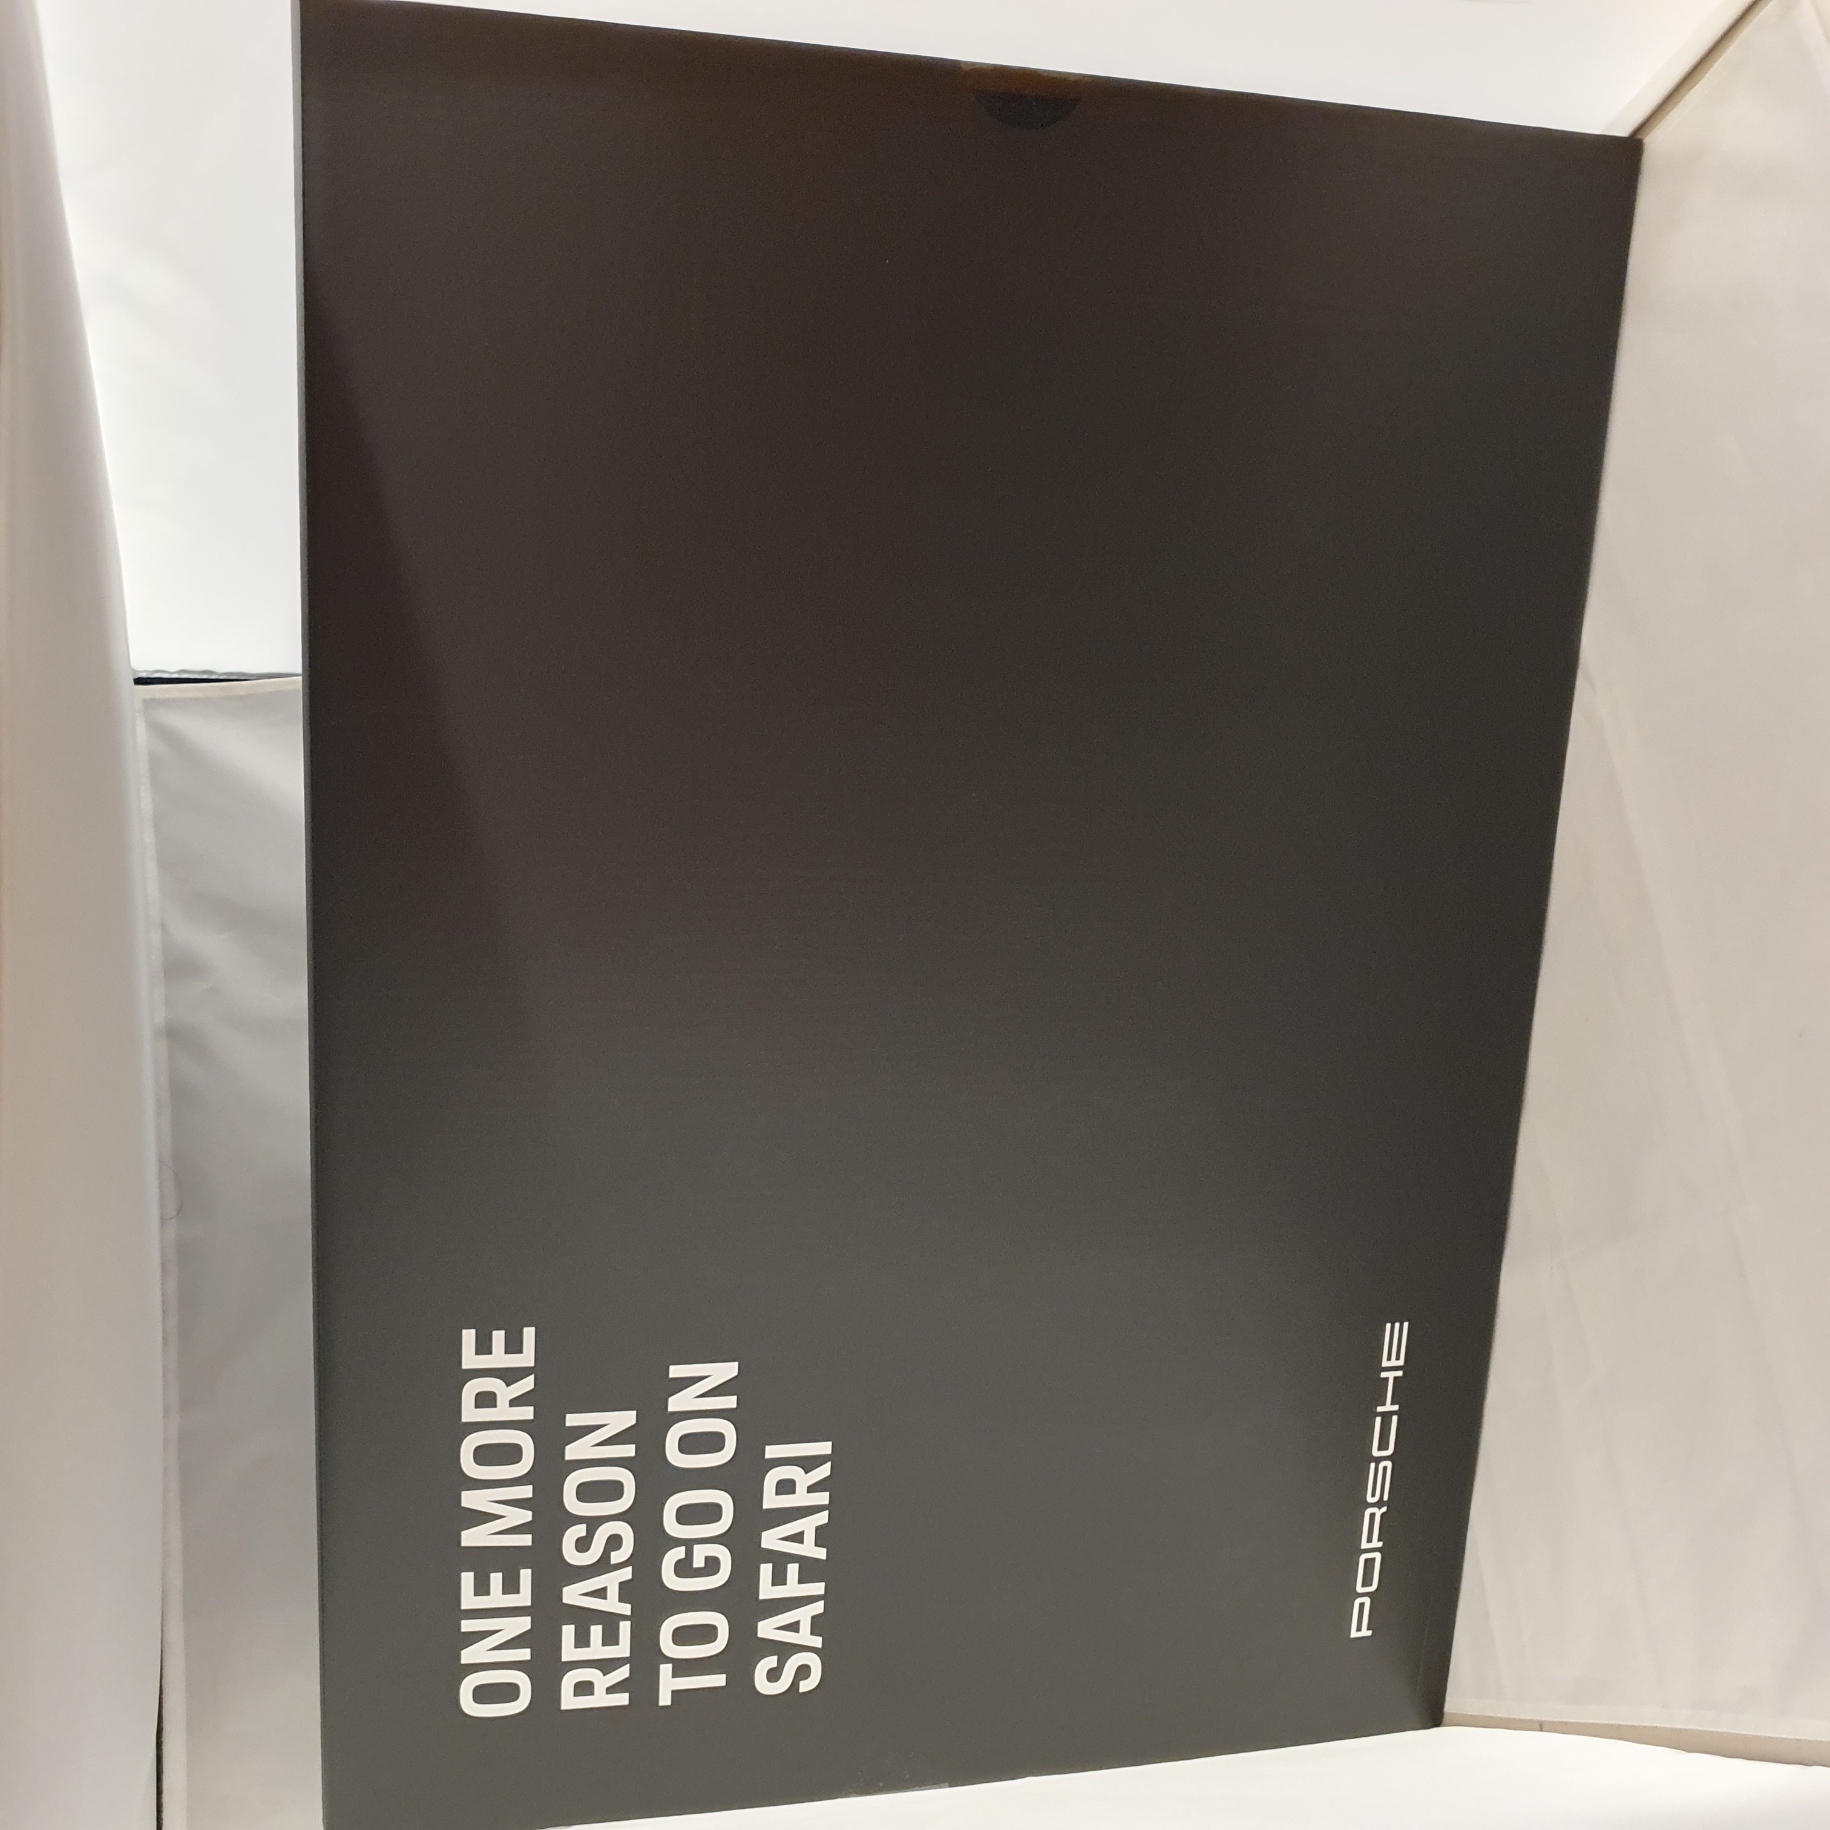 ONE MORE
REASON
TO GO ON
SAFARI
PORSCHE